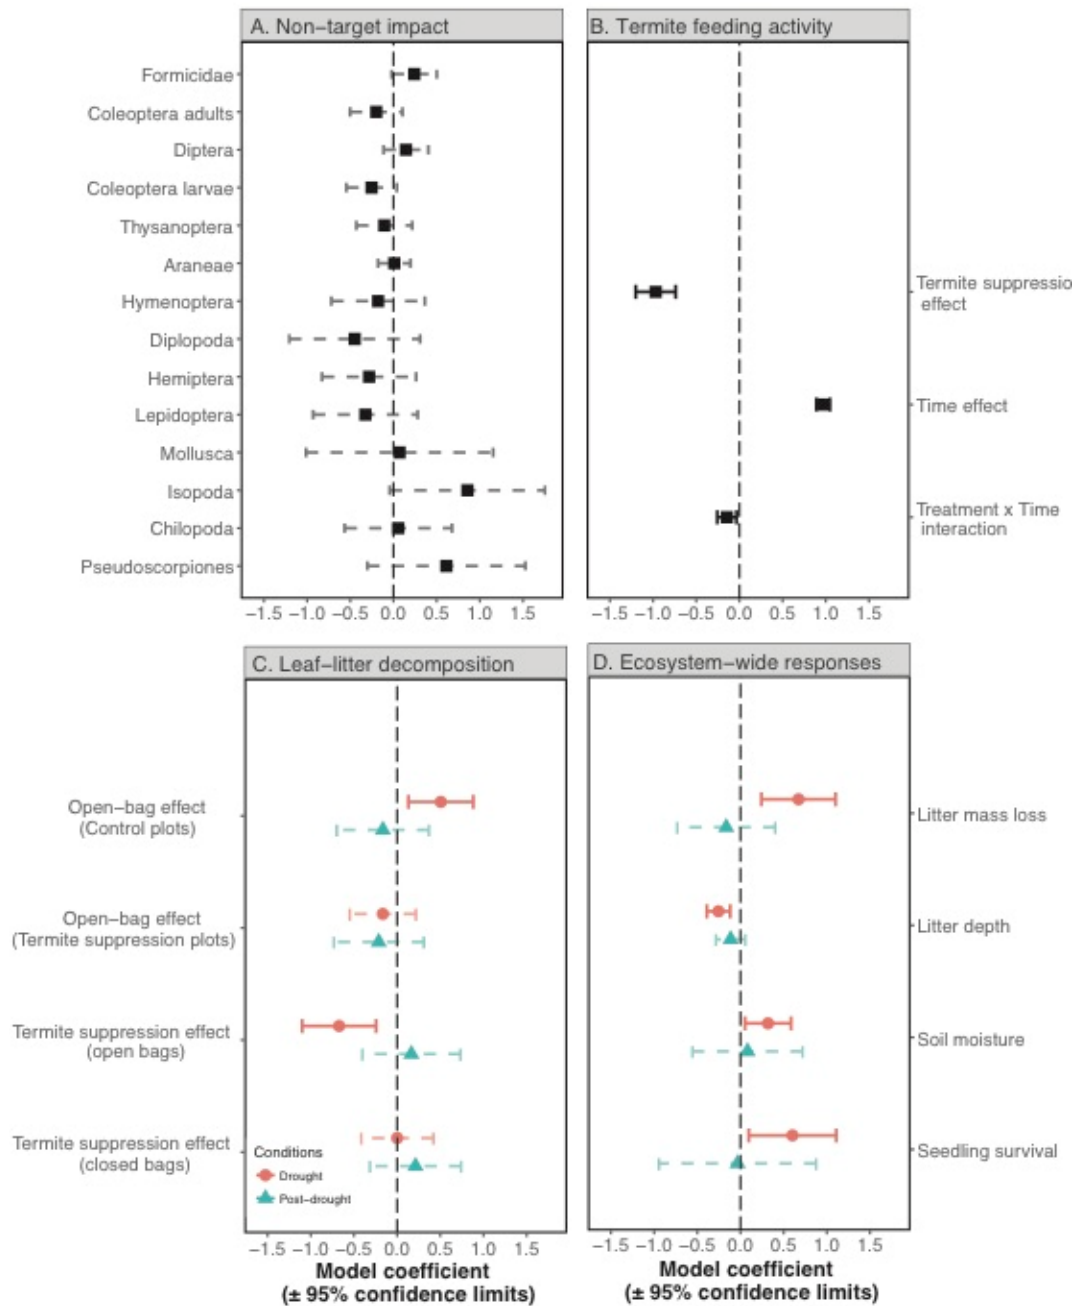 A. Non−target impact
Formicidae
Coleoptera adults
Diptera
Coleoptera larvae
Thysanoptera
Araneae
Hymenoptera
Diplopoda
Hemiptera
Lepidoptera
Mollusca
Isopoda
Chilopoda
Pseudoscorpiones
−1.5 −1.0 −0.5 0.0 0.5 1.0 1.5
B. Termite feeding activity
Termite suppressio
effect
Time effect
Treatment x Time
interaction
−1.5 −1.0 −0.5 0.0 0.5 1.0 1.5
C. Leaf−litter decomposition
Open−bag effect
(Control plots)
Open−bag effect
(Termite suppression plots)
Termite suppression effect
(open bags)
Termite suppression effect
(closed bags)
Conditions
Drought
Post−drought
−1.5 −1.0 −0.5 0.0 0.5 1.0 1.5
Model coefficient
(± 95% confidence limits)
D. Ecosystem−wide responses
Litter mass loss
Litter depth
Soil moisture
Seedling survival
−1.5 −1.0 −0.5 0.0 0.5 1.0 1.5
Model coefficient
(± 95% confidence limits)